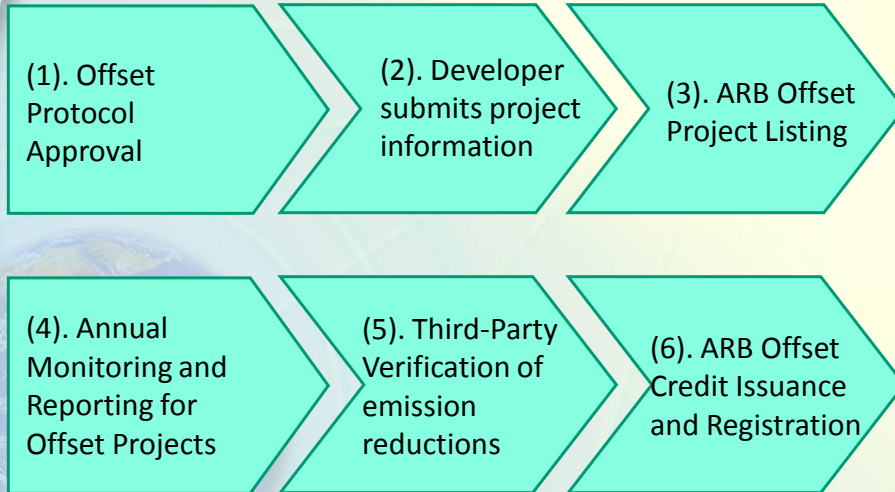 (1). Offset
Protocol
Approval
(2). Developer
submits project
information
(3). ARB Offset
Project Listing
(4). Annual
Monitoring and
Reporting for
Offset Projects
(5). Third-Party
Verification of
emission
reductions
(6). ARB Offset
Credit Issuance
and Registration